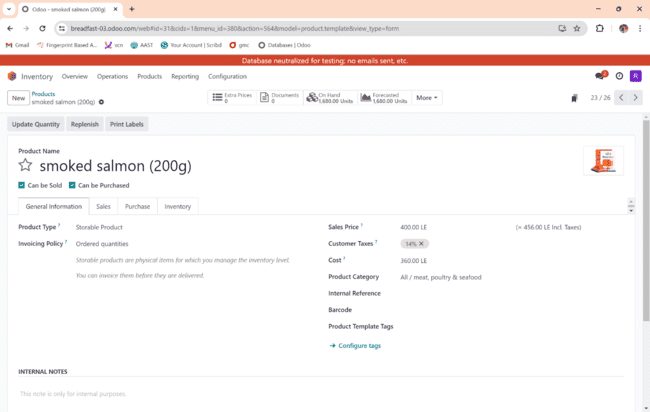 Odoo - smoked salmon (200g)
breadfast-03.odoo.com/web#id=31&cids=1&menu_id=380&action=564&model=product.template&view_type=form
Gmail Fingerprint Based A... vcn AAST Your Account | Scribd gmc Databases | Odoo
Database neutralized for testing: no emails sent, etc.
Inventory Overview Operations Products Reporting Configuration
New Products
smoked salmon (200g)
Extra Prices 0
Documents 0
On Hand 1,680.00 Units
Forecasted 1,680.00 Units
More
23 / 26
Update Quantity Replenish Print Labels
Product Name
smoked salmon (200g)
Can be Sold Can be Purchased
General Information Sales Purchase Inventory
Product Type ? Storable Product
Invoicing Policy ? Ordered quantities
Storable products are physical items for which you manage the inventory level.
You can invoice them before they are delivered.
Sales Price ? 400.00 LE (= 456.00 LE Incl. Taxes)
Customer Taxes ? 14%
Cost ? 360.00 LE
Product Category All / meat, poultry & seafood
Internal Reference
Barcode
Product Template Tags
Configure tags
INTERNAL NOTES
This note is only for internal purposes.